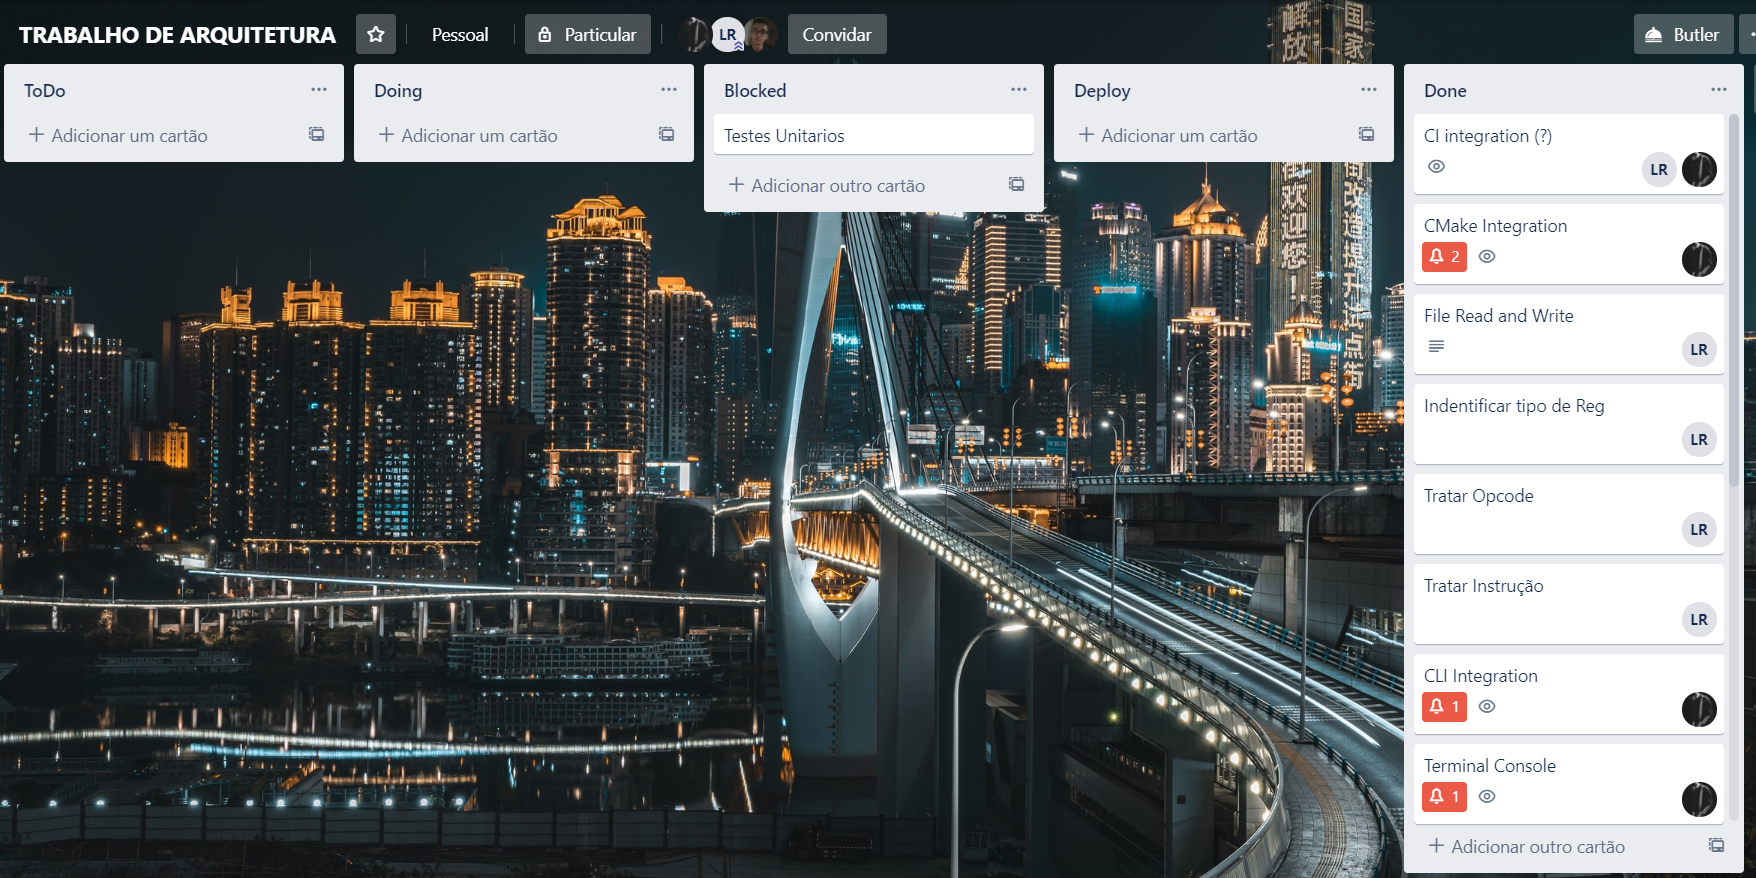 TRABALHO DE ARQUITETURA
Pessoal
Particular
LR
Convidar
Butler
ToDo
Adicionar um cartão
Doing
Adicionar um cartão
Blocked
Testes Unitarios
Adicionar outro cartão
Deploy
Adicionar um cartão
Done
CI integration (?)
LR
CMake Integration
2
File Read and Write
LR
Indentificar tipo de Reg
LR
Tratar Opcode
LR
Tratar Instrução
LR
CLI Integration
1
Terminal Console
1
Adicionar outro cartão